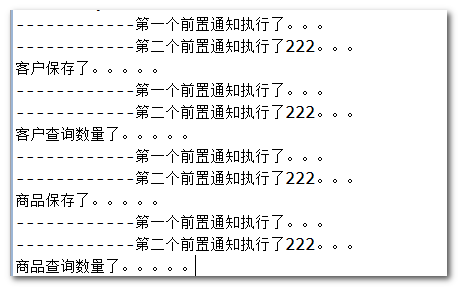 ------------第一个前置通知执行了。。。
------------第二个前置通知执行了222。。。
客户保存了。。。。。
------------第一个前置通知执行了。。。
------------第二个前置通知执行了222。。。
客户查询数量了。。。。。
------------第一个前置通知执行了。。。
------------第二个前置通知执行了222。。。
商品保存了。。。。。
------------第一个前置通知执行了。。。
------------第二个前置通知执行了222。。。
商品查询数量了。。。。。